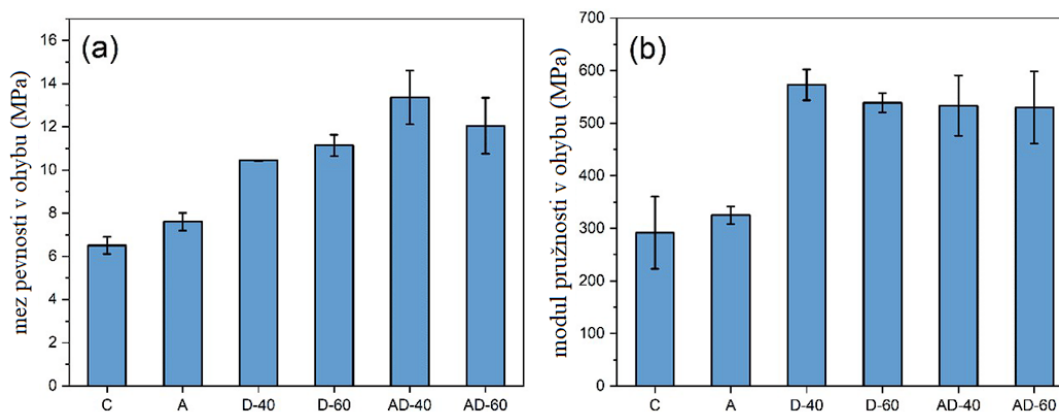 (a)
mez pevnosti v ohybu (MPa)
16
14
12
10
8
6
4
2
0
C A D-40 D-60 AD-40 AD-60
(b)
modul pružnosti v ohybu (MPa)
700
600
500
400
300
200
100
0
C A D-40 D-60 AD-40 AD-60